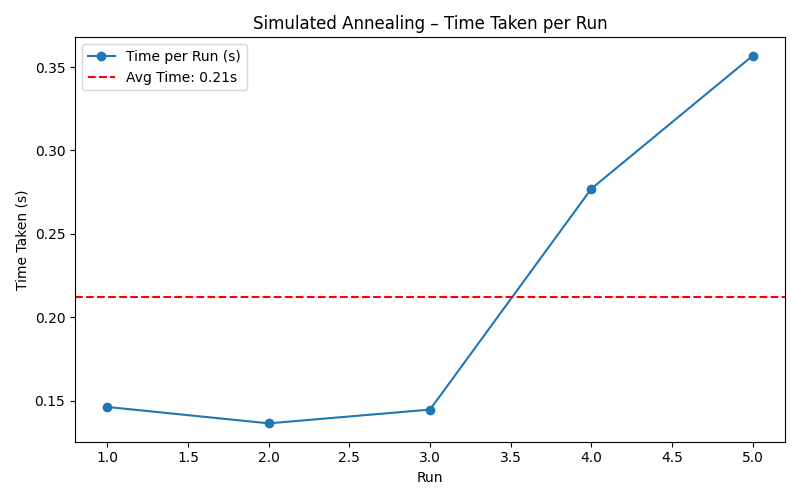 Simulated Annealing – Time Taken per Run
Time per Run (s)
Avg Time: 0.21s
Time Taken (s)
0.35
0.30
0.25
0.20
0.15
1.0 1.5 2.0 2.5 3.0 3.5 4.0 4.5 5.0
Run